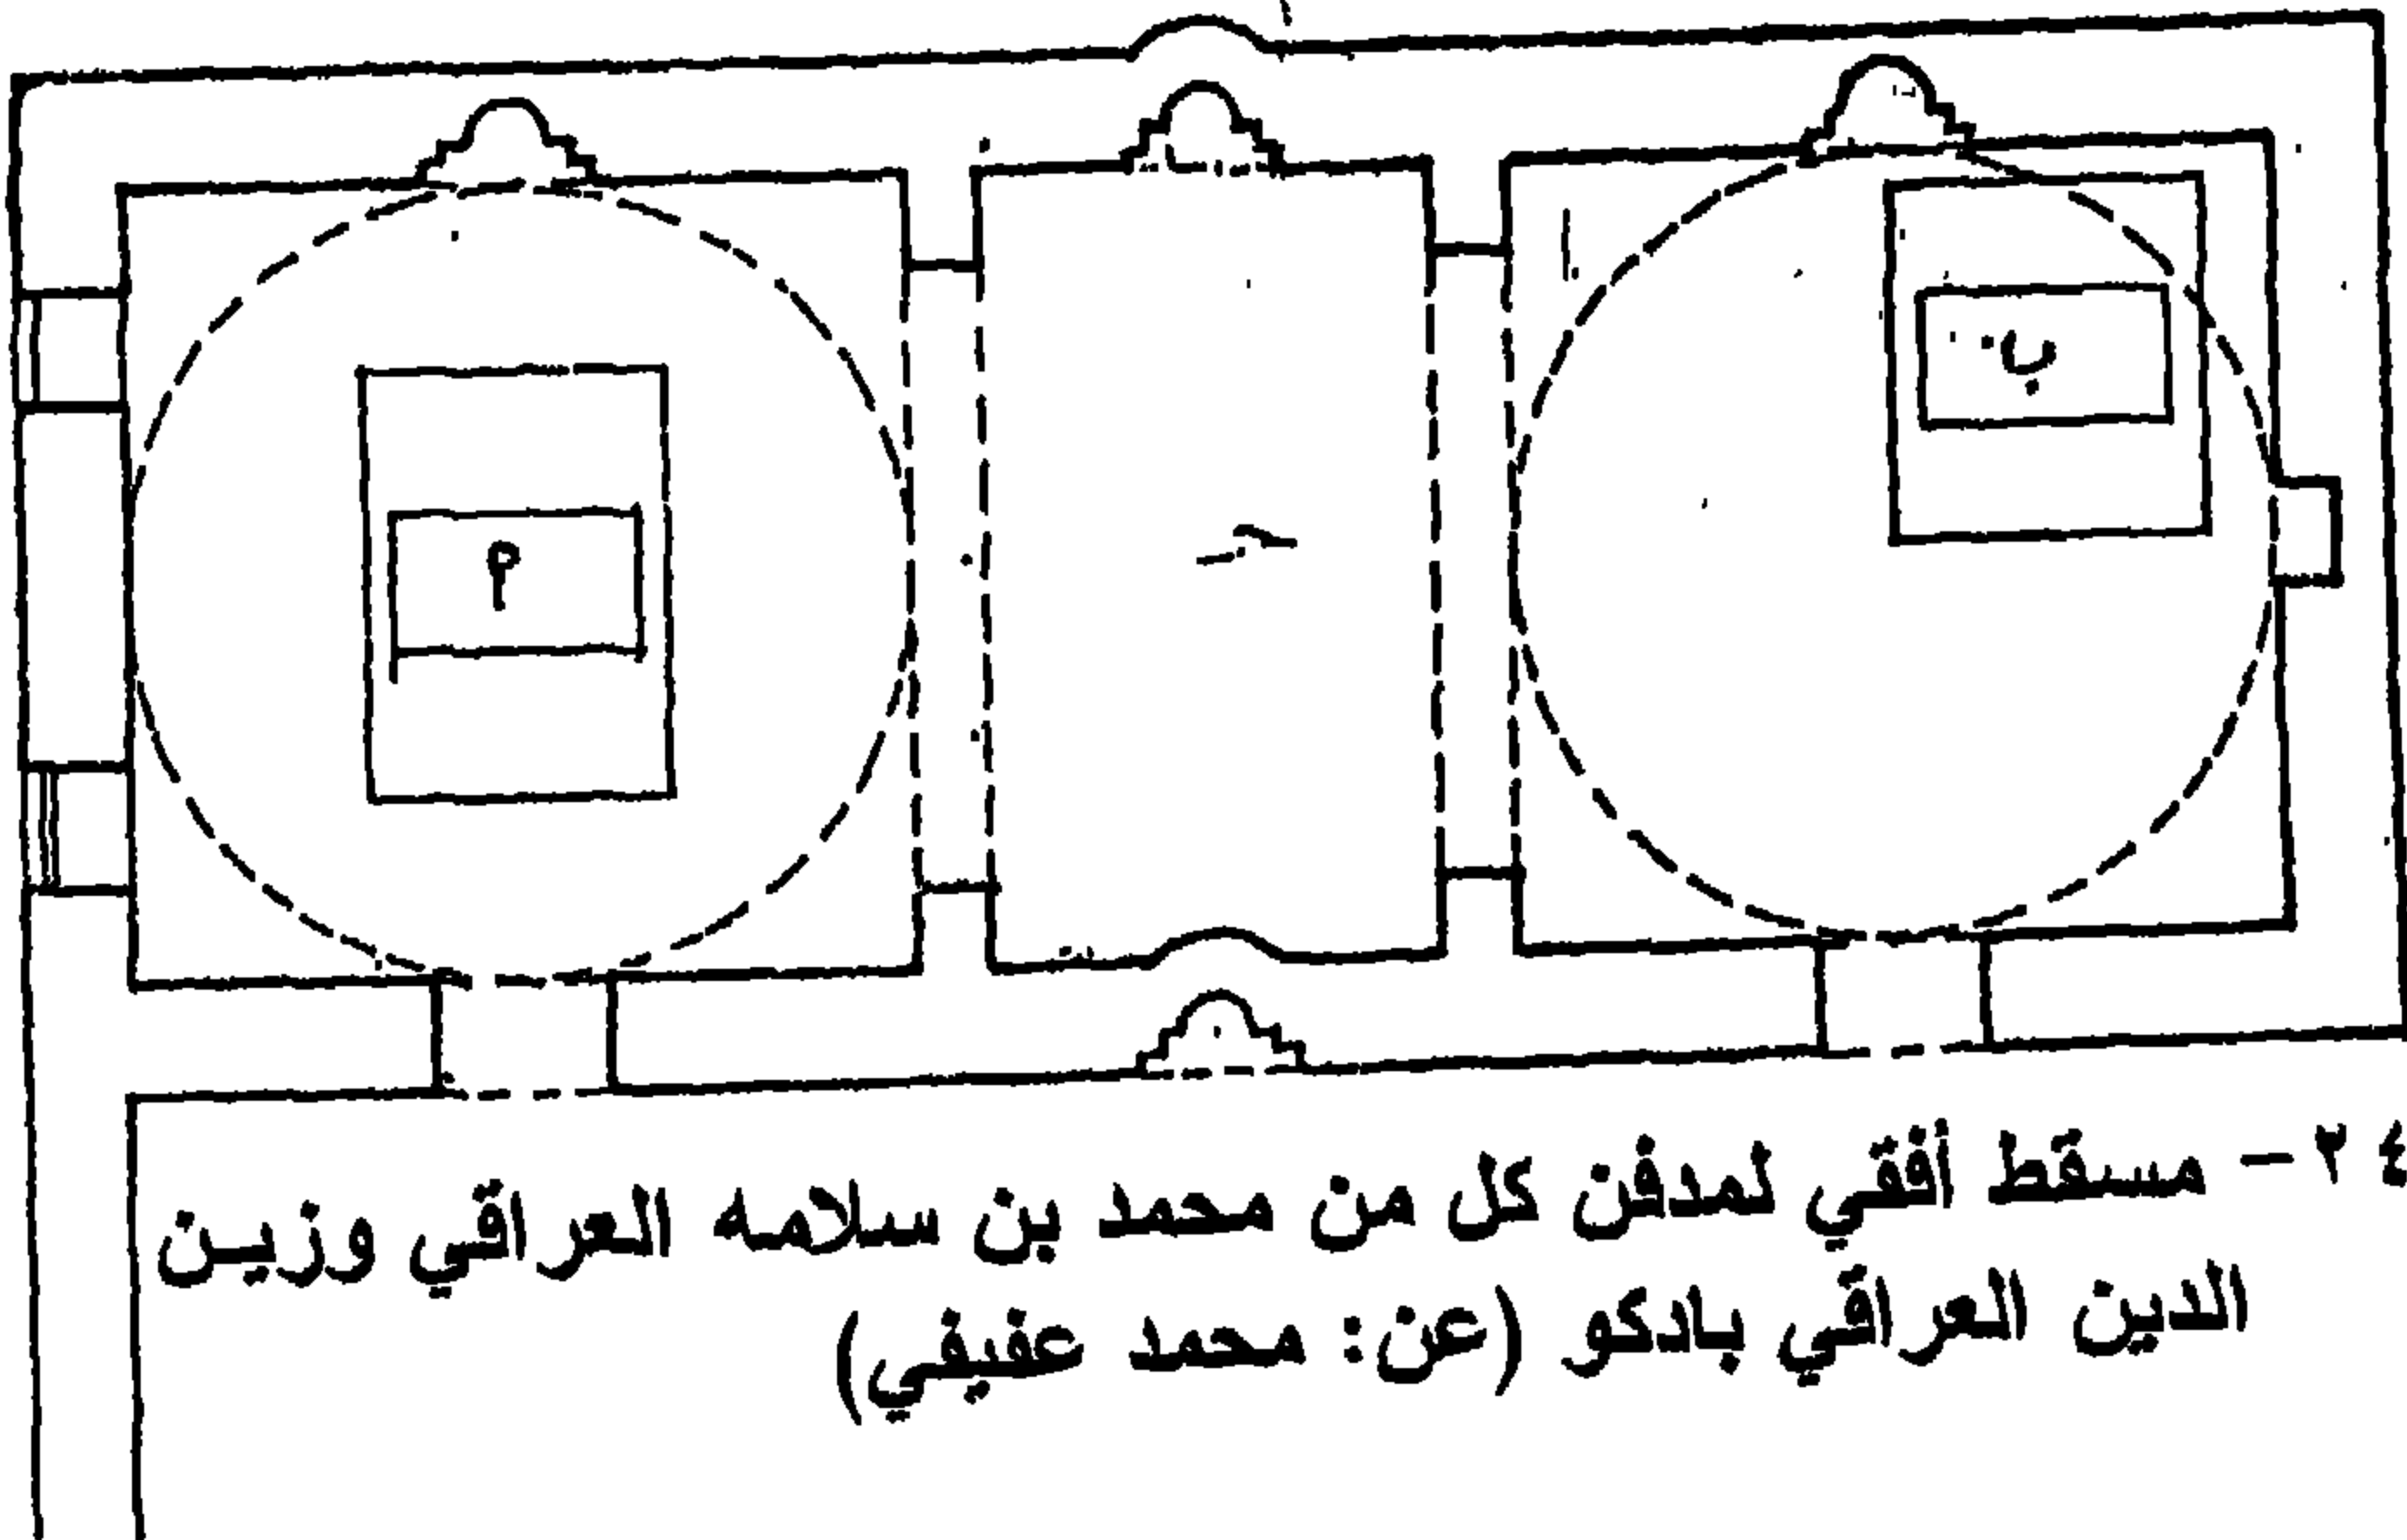 ب
م
٢٤ - مسقط أفقي لمدفن كل من محمد بن سلامه العراقي وزين
الدين العراقي بادكو (عن: محمد عفيفي)